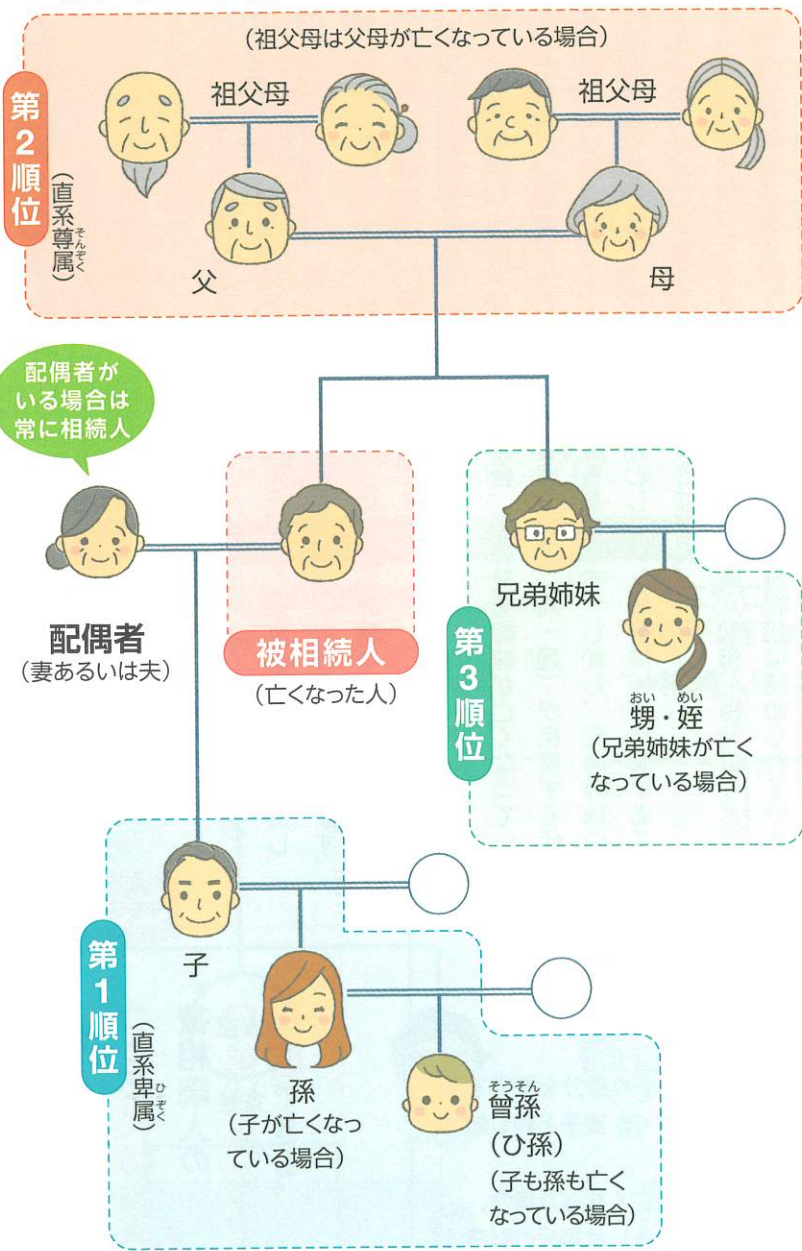 (祖父母は父母が亡くなっている場合)
第2順位
(直系尊属)
そんぞく
祖父母
祖父母
父
母
配偶者が
いる場合は
常に相続人
配偶者
(妻あるいは夫)
被相続人
(亡くなった人)
第3順位
兄弟姉妹
おい めい
甥・姪
(兄弟姉妹が亡く
なっている場合)
第1順位
(直系卑属)
ひぞく
子
孫
(子が亡くなっ
ている場合)
そうそん
曾孫
(ひ孫)
(子も孫も亡く
なっている場合)